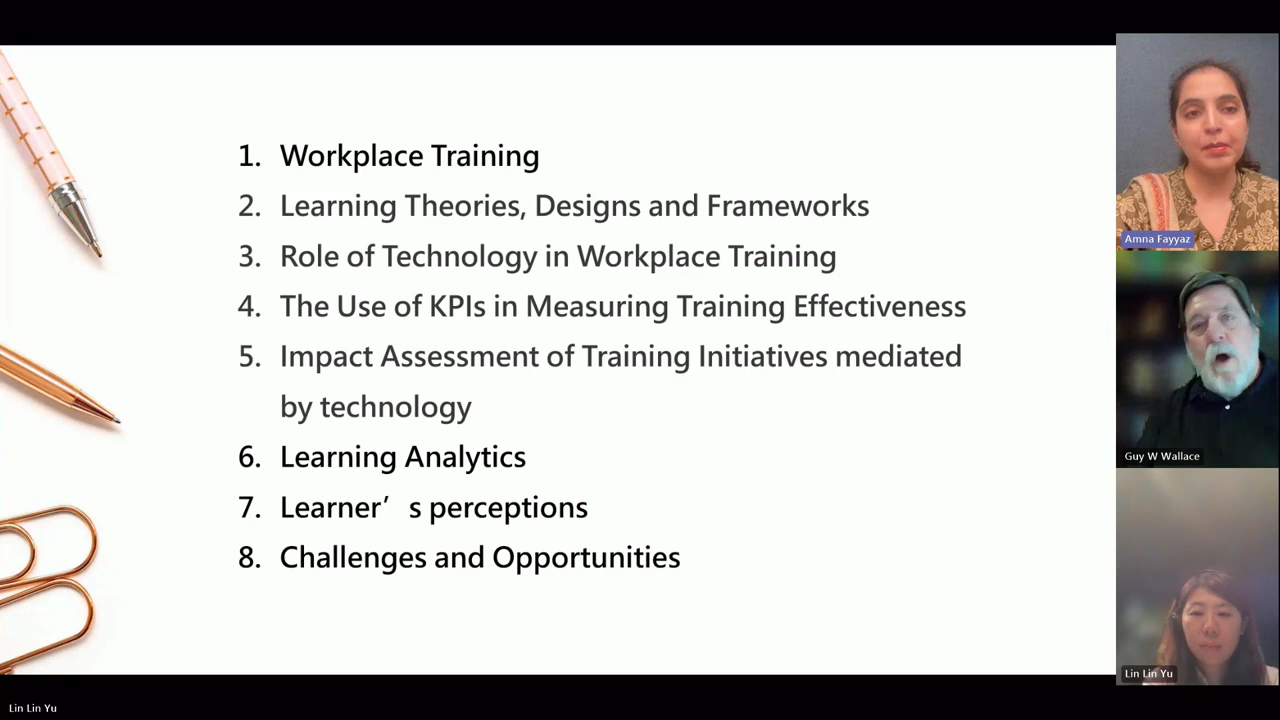 1. Workplace Training
2. Learning Theories, Designs and Frameworks
3. Role of Technology in Workplace Training
4. The Use of KPIs in Measuring Training Effectiveness
5. Impact Assessment of Training Initiatives mediated
by technology
6. Learning Analytics
7. Learner’ s perceptions
8. Challenges and Opportunities
Amna Fayyaz
Guy W Wallace
Lin Lin Yu
Lin Lin Yu